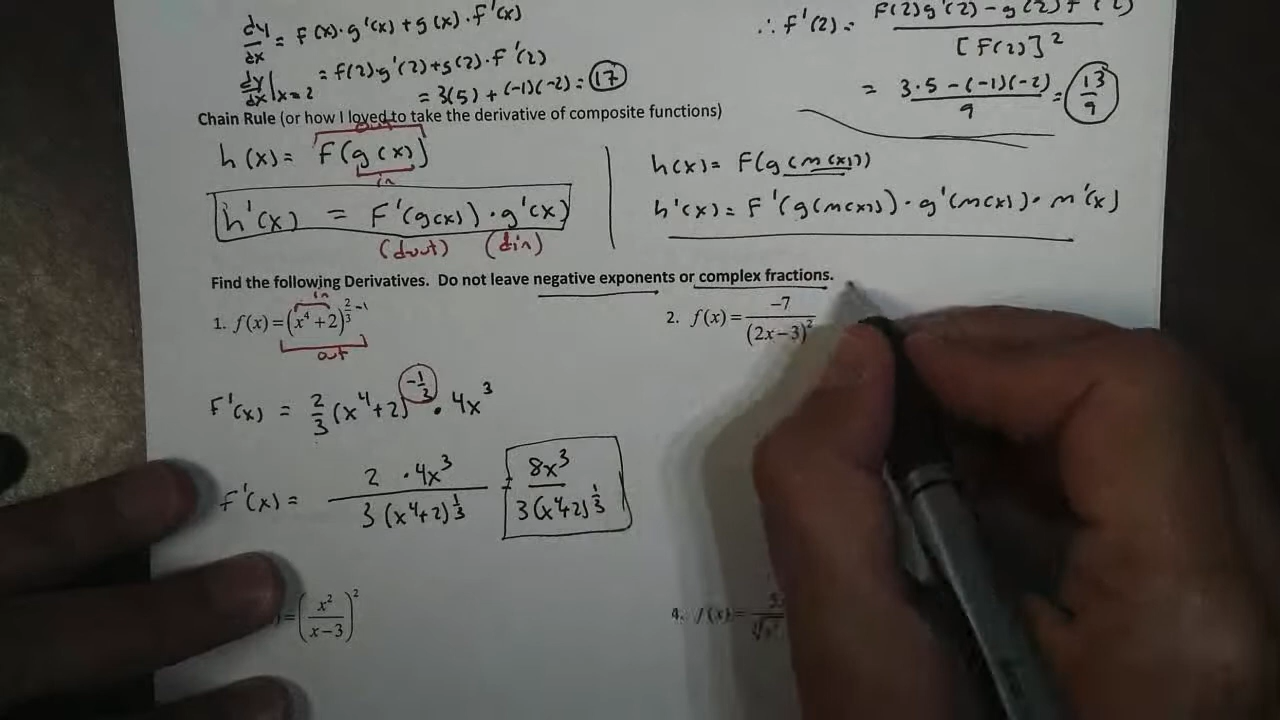 dy/dx = f(x)·g'(x)+g(x)·f'(x)
dy/dx|x=2 = f(2)·g'(2)+g(2)·f'(2)
= 3(5)+(-1)(-2)= 17
∴ f'(2)= F(2)g'(2)-g(2)f'(2) / [F(2)]²
= 3·5-(-1)(-2) / 9 = 13/9
Chain Rule (or how I loved to take the derivative of composite functions)
out
h(x)= F(g(x))
in
h'(x) = F'(g(x))·g'(x)
(dout) (din)
h(x)= F(g(m(x)))
h'(x)= F'(g(m(x)))·g'(m(x))·m'(x)
Find the following Derivatives. Do not leave negative exponents or complex fractions.
in
1. f(x)=(x⁴+2)^(2/3) -1
out
F'(x) = 2/3 (x⁴+2)^(-1/3) · 4x³
F'(x)= 2 ·4x³ / 3(x⁴+2)^(1/3) = 8x³ / 3(x⁴+2)^(1/3)
2. f(x)= -7 / (2x-3)²
=(x² / x-3)²
4. f(x)=